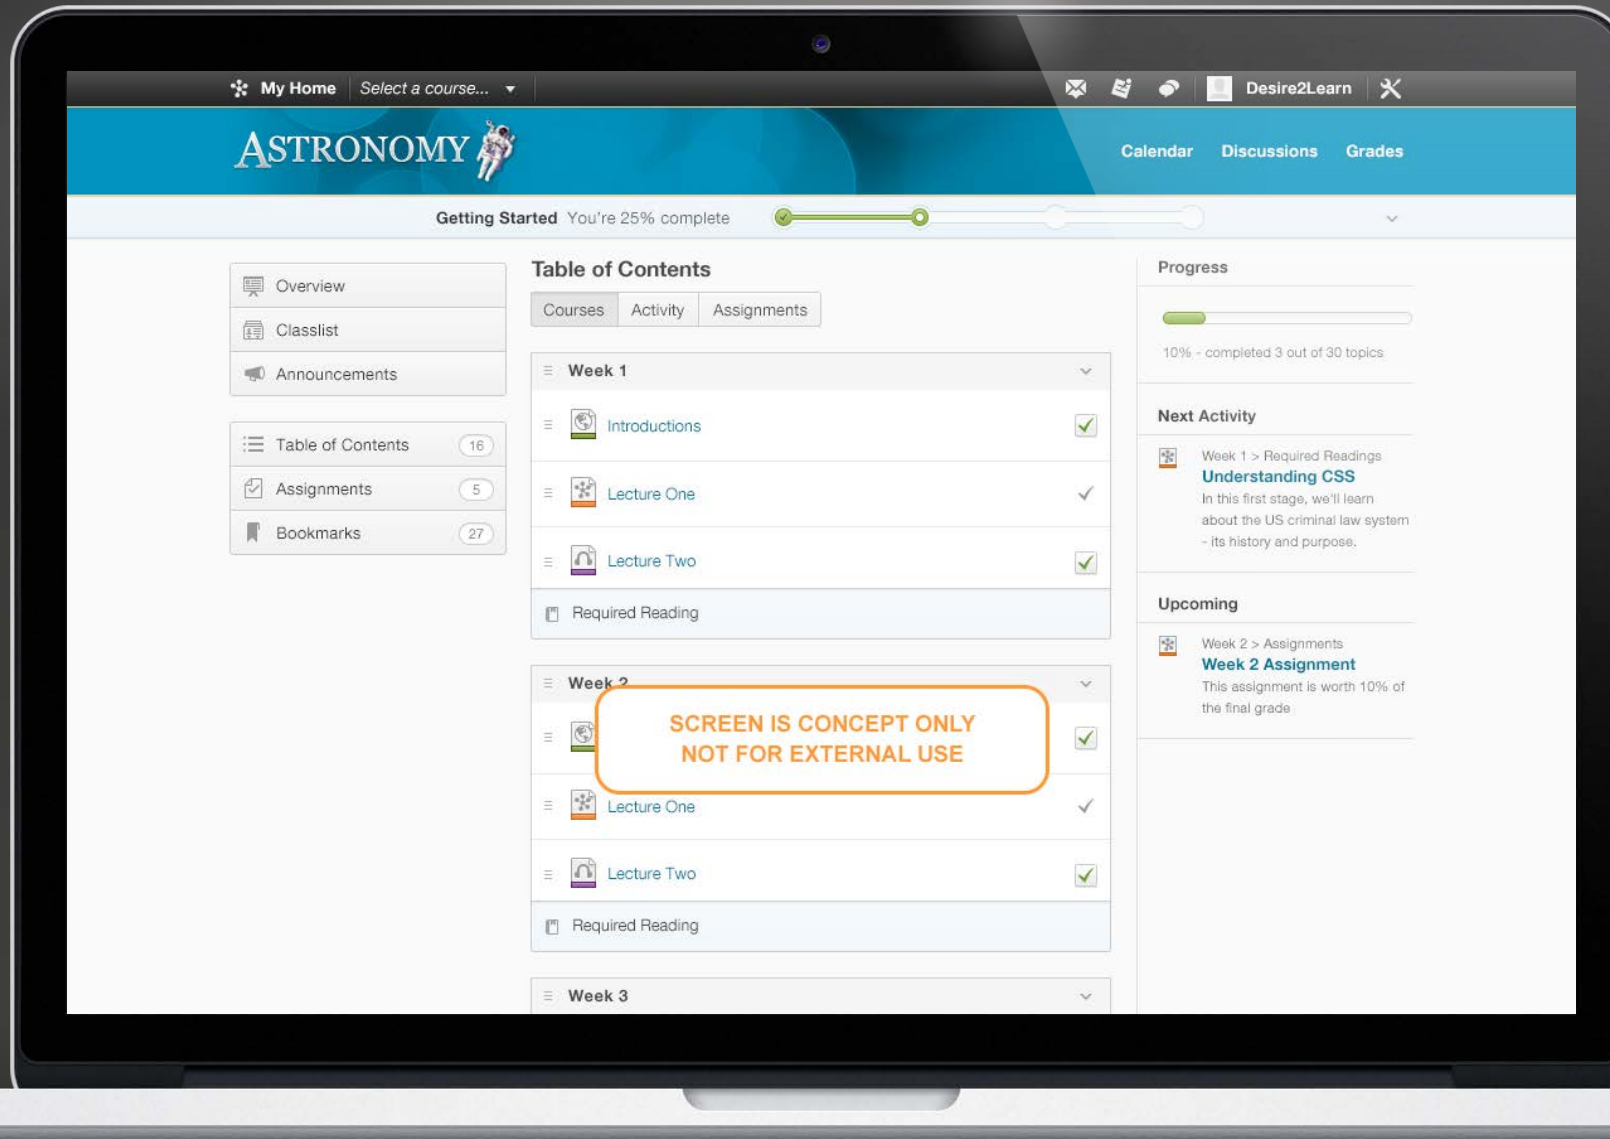 My Home
Select a course...
Desire2Learn
ASTRONOMY
Calendar
Discussions
Grades
Getting Started You're 25% complete
Overview
Classlist
Announcements
Table of Contents 16
Assignments 5
Bookmarks 27
Table of Contents
Courses
Activity
Assignments
Week 1
Introductions
Lecture One
Lecture Two
Required Reading
Week 2
SCREEN IS CONCEPT ONLY
NOT FOR EXTERNAL USE
Lecture One
Lecture Two
Required Reading
Week 3
Progress
10% - completed 3 out of 30 topics
Next Activity
Week 1 > Required Readings
Understanding CSS
In this first stage, we'll learn
about the US criminal law system
- its history and purpose.
Upcoming
Week 2 > Assignments
Week 2 Assignment
This assignment is worth 10% of
the final grade